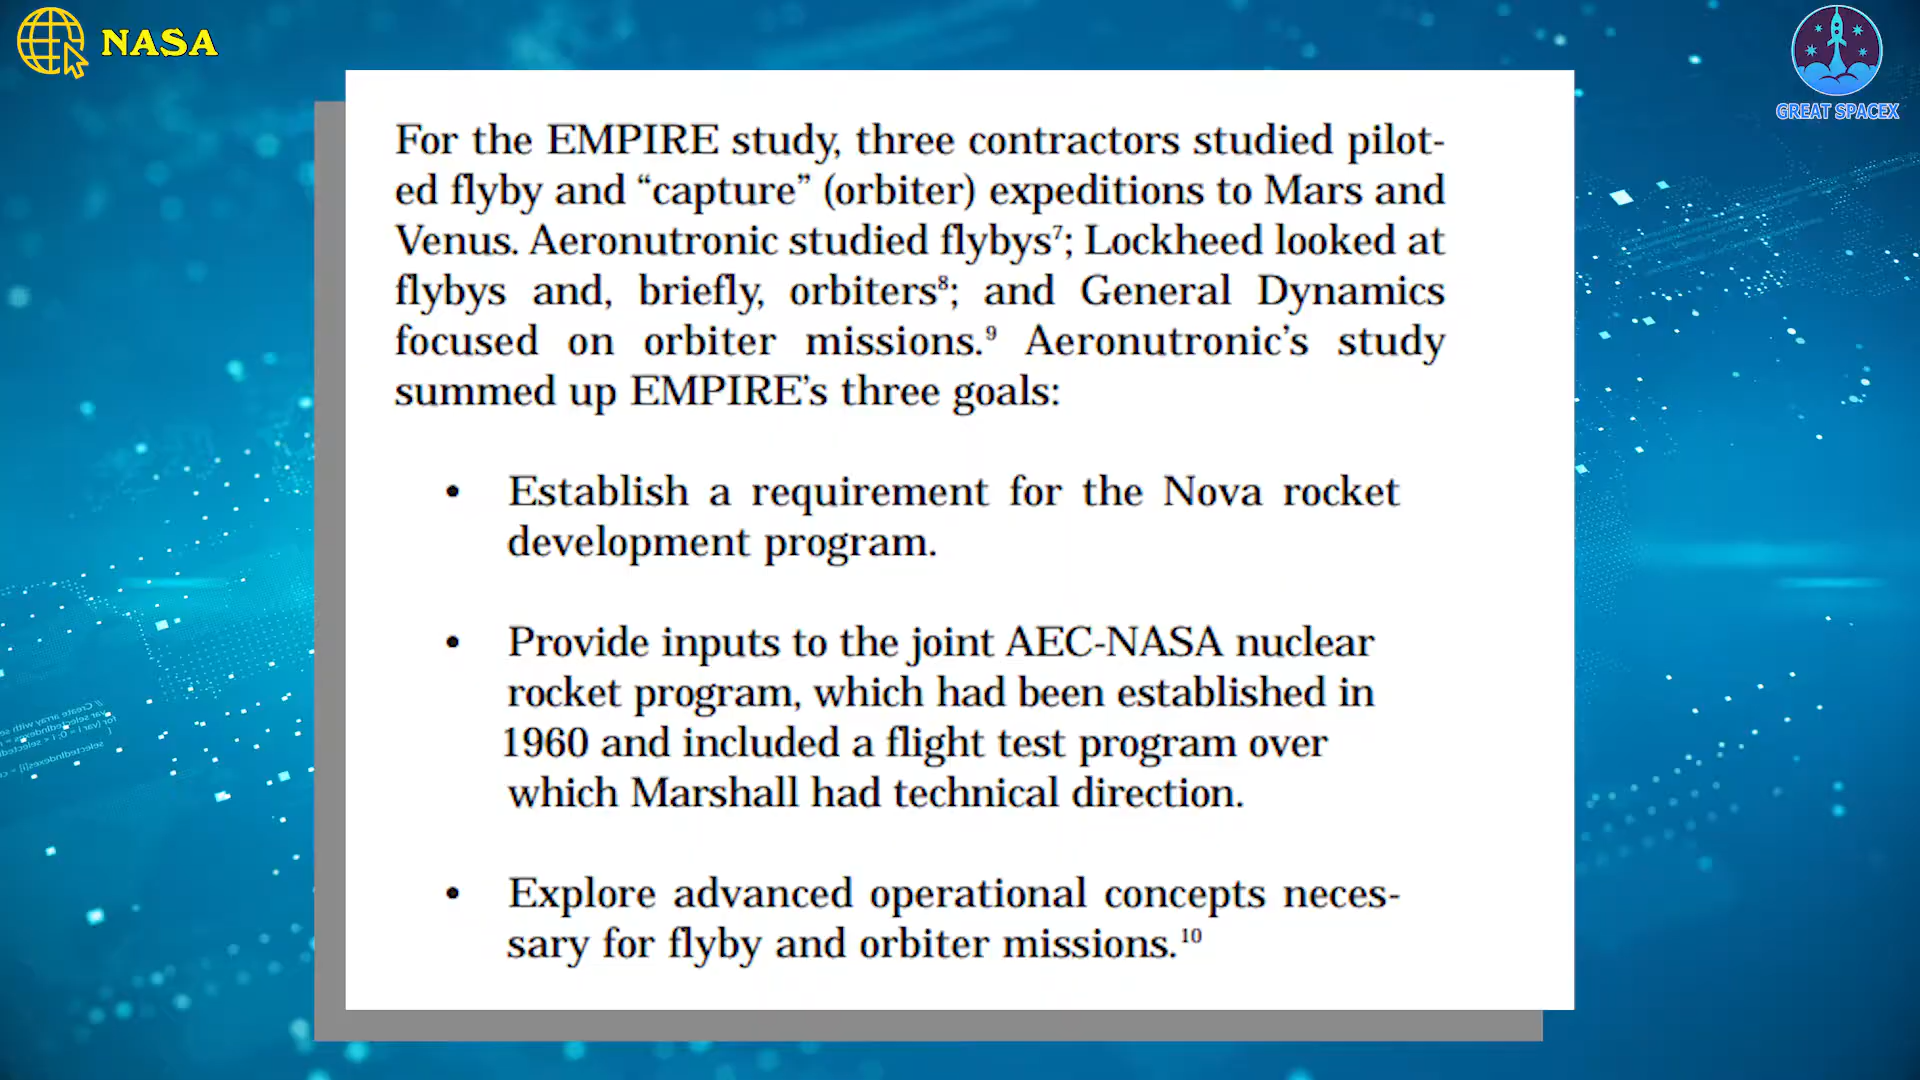 NASA
GREAT SPACEX
For the EMPIRE study, three contractors studied pilot-
ed flyby and “capture” (orbiter) expeditions to Mars and
Venus. Aeronutronic studied flybys⁷; Lockheed looked at
flybys and, briefly, orbiters⁸; and General Dynamics
focused on orbiter missions.⁹ Aeronutronic’s study
summed up EMPIRE’s three goals:
• Establish a requirement for the Nova rocket
development program.
• Provide inputs to the joint AEC-NASA nuclear
rocket program, which had been established in
1960 and included a flight test program over
which Marshall had technical direction.
• Explore advanced operational concepts neces-
sary for flyby and orbiter missions.¹⁰